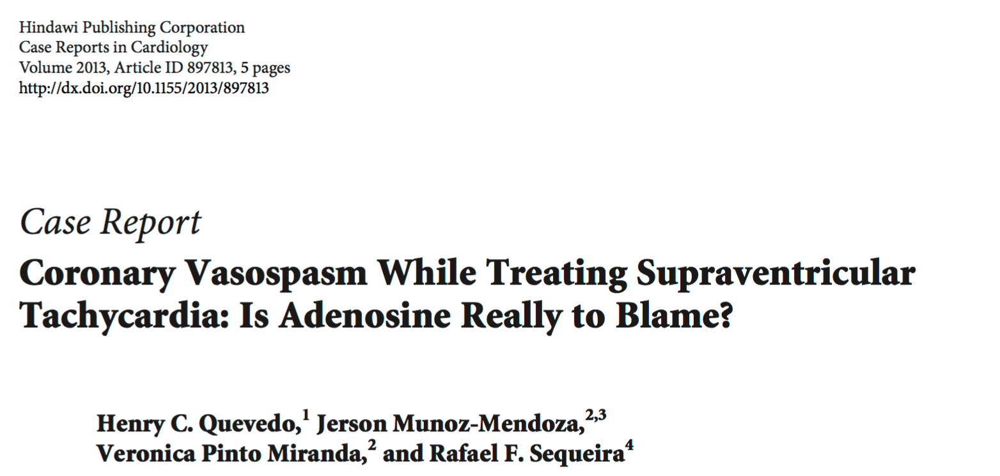 Hindawi Publishing Corporation
Case Reports in Cardiology
Volume 2013, Article ID 897813, 5 pages
http://dx.doi.org/10.1155/2013/897813
Case Report
Coronary Vasospasm While Treating Supraventricular
Tachycardia: Is Adenosine Really to Blame?
Henry C. Quevedo,1 Jerson Munoz-Mendoza,2,3
Veronica Pinto Miranda,2 and Rafael F. Sequeira4